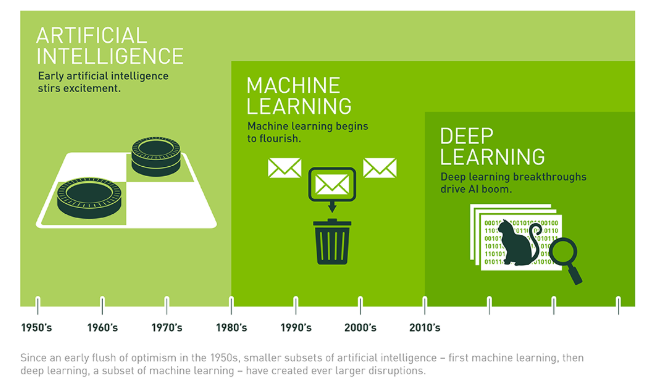 ARTIFICIAL
INTELLIGENCE
Early artificial intelligence
stirs excitement.
MACHINE
LEARNING
Machine learning begins
to flourish.
DEEP
LEARNING
Deep learning breakthroughs
drive AI boom.
1950's 1960's 1970's 1980's 1990's 2000's 2010's
Since an early flush of optimism in the 1950s, smaller subsets of artificial intelligence – first machine learning, then
deep learning, a subset of machine learning – have created ever larger disruptions.